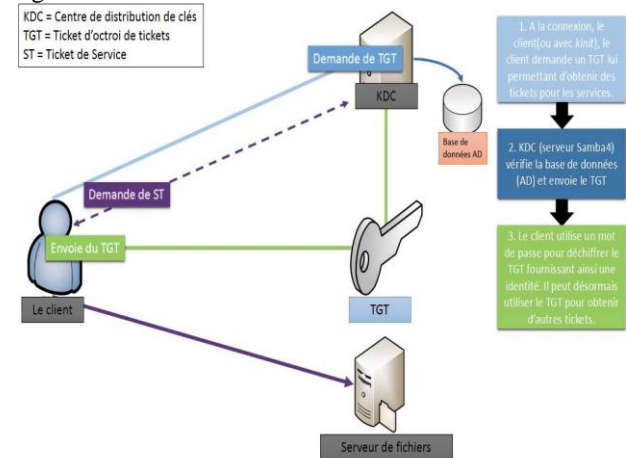 KDC = Centre de distribution de clés
TGT = Ticket d'octroi de tickets
ST = Ticket de Service
Demande de TGT
KDC
Base de
données AD
Demande de ST
Envoie du TGT
Le client
TGT
Serveur de fichiers
1. A la connexion, le
client(ou avec kinit), le
client demande un TGT lui
permettant d'obtenir des
tickets pour les services.
2. KDC (serveur Samba4)
vérifie la base de données
(AD) et envoie le TGT
3. Le client utilise un mot
de passe pour déchiffrer le
TGT fournissant ainsi une
identité. Il peut désormais
utiliser le TGT pour obtenir
d'autres tickets.